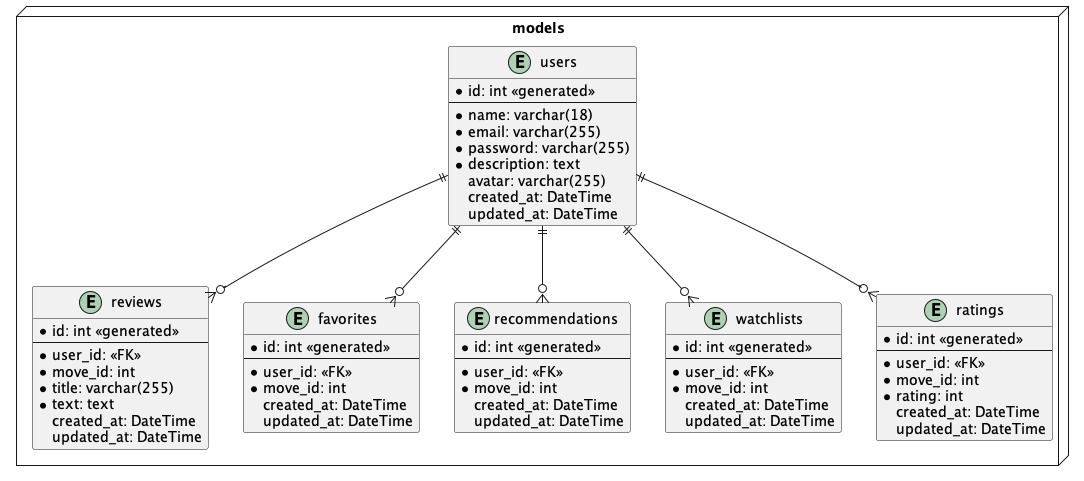 models
E users
* id: int «generated»
* name: varchar(18)
* email: varchar(255)
* password: varchar(255)
* description: text
avatar: varchar(255)
created_at: DateTime
updated_at: DateTime
E reviews
* id: int «generated»
* user_id: «FK»
* move_id: int
* title: varchar(255)
* text: text
created_at: DateTime
updated_at: DateTime
E favorites
* id: int «generated»
* user_id: «FK»
* move_id: int
created_at: DateTime
updated_at: DateTime
E recommendations
* id: int «generated»
* user_id: «FK»
* move_id: int
created_at: DateTime
updated_at: DateTime
E watchlists
* id: int «generated»
* user_id: «FK»
* move_id: int
created_at: DateTime
updated_at: DateTime
E ratings
* id: int «generated»
* user_id: «FK»
* move_id: int
* rating: int
created_at: DateTime
updated_at: DateTime